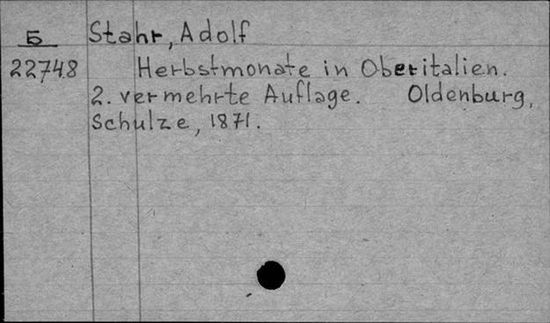 Б Stahr, Adolf
22748 Herbstmonate in Oberitalien.
2. vermehrte Auflage. Oldenburg,
Schulze, 1871.